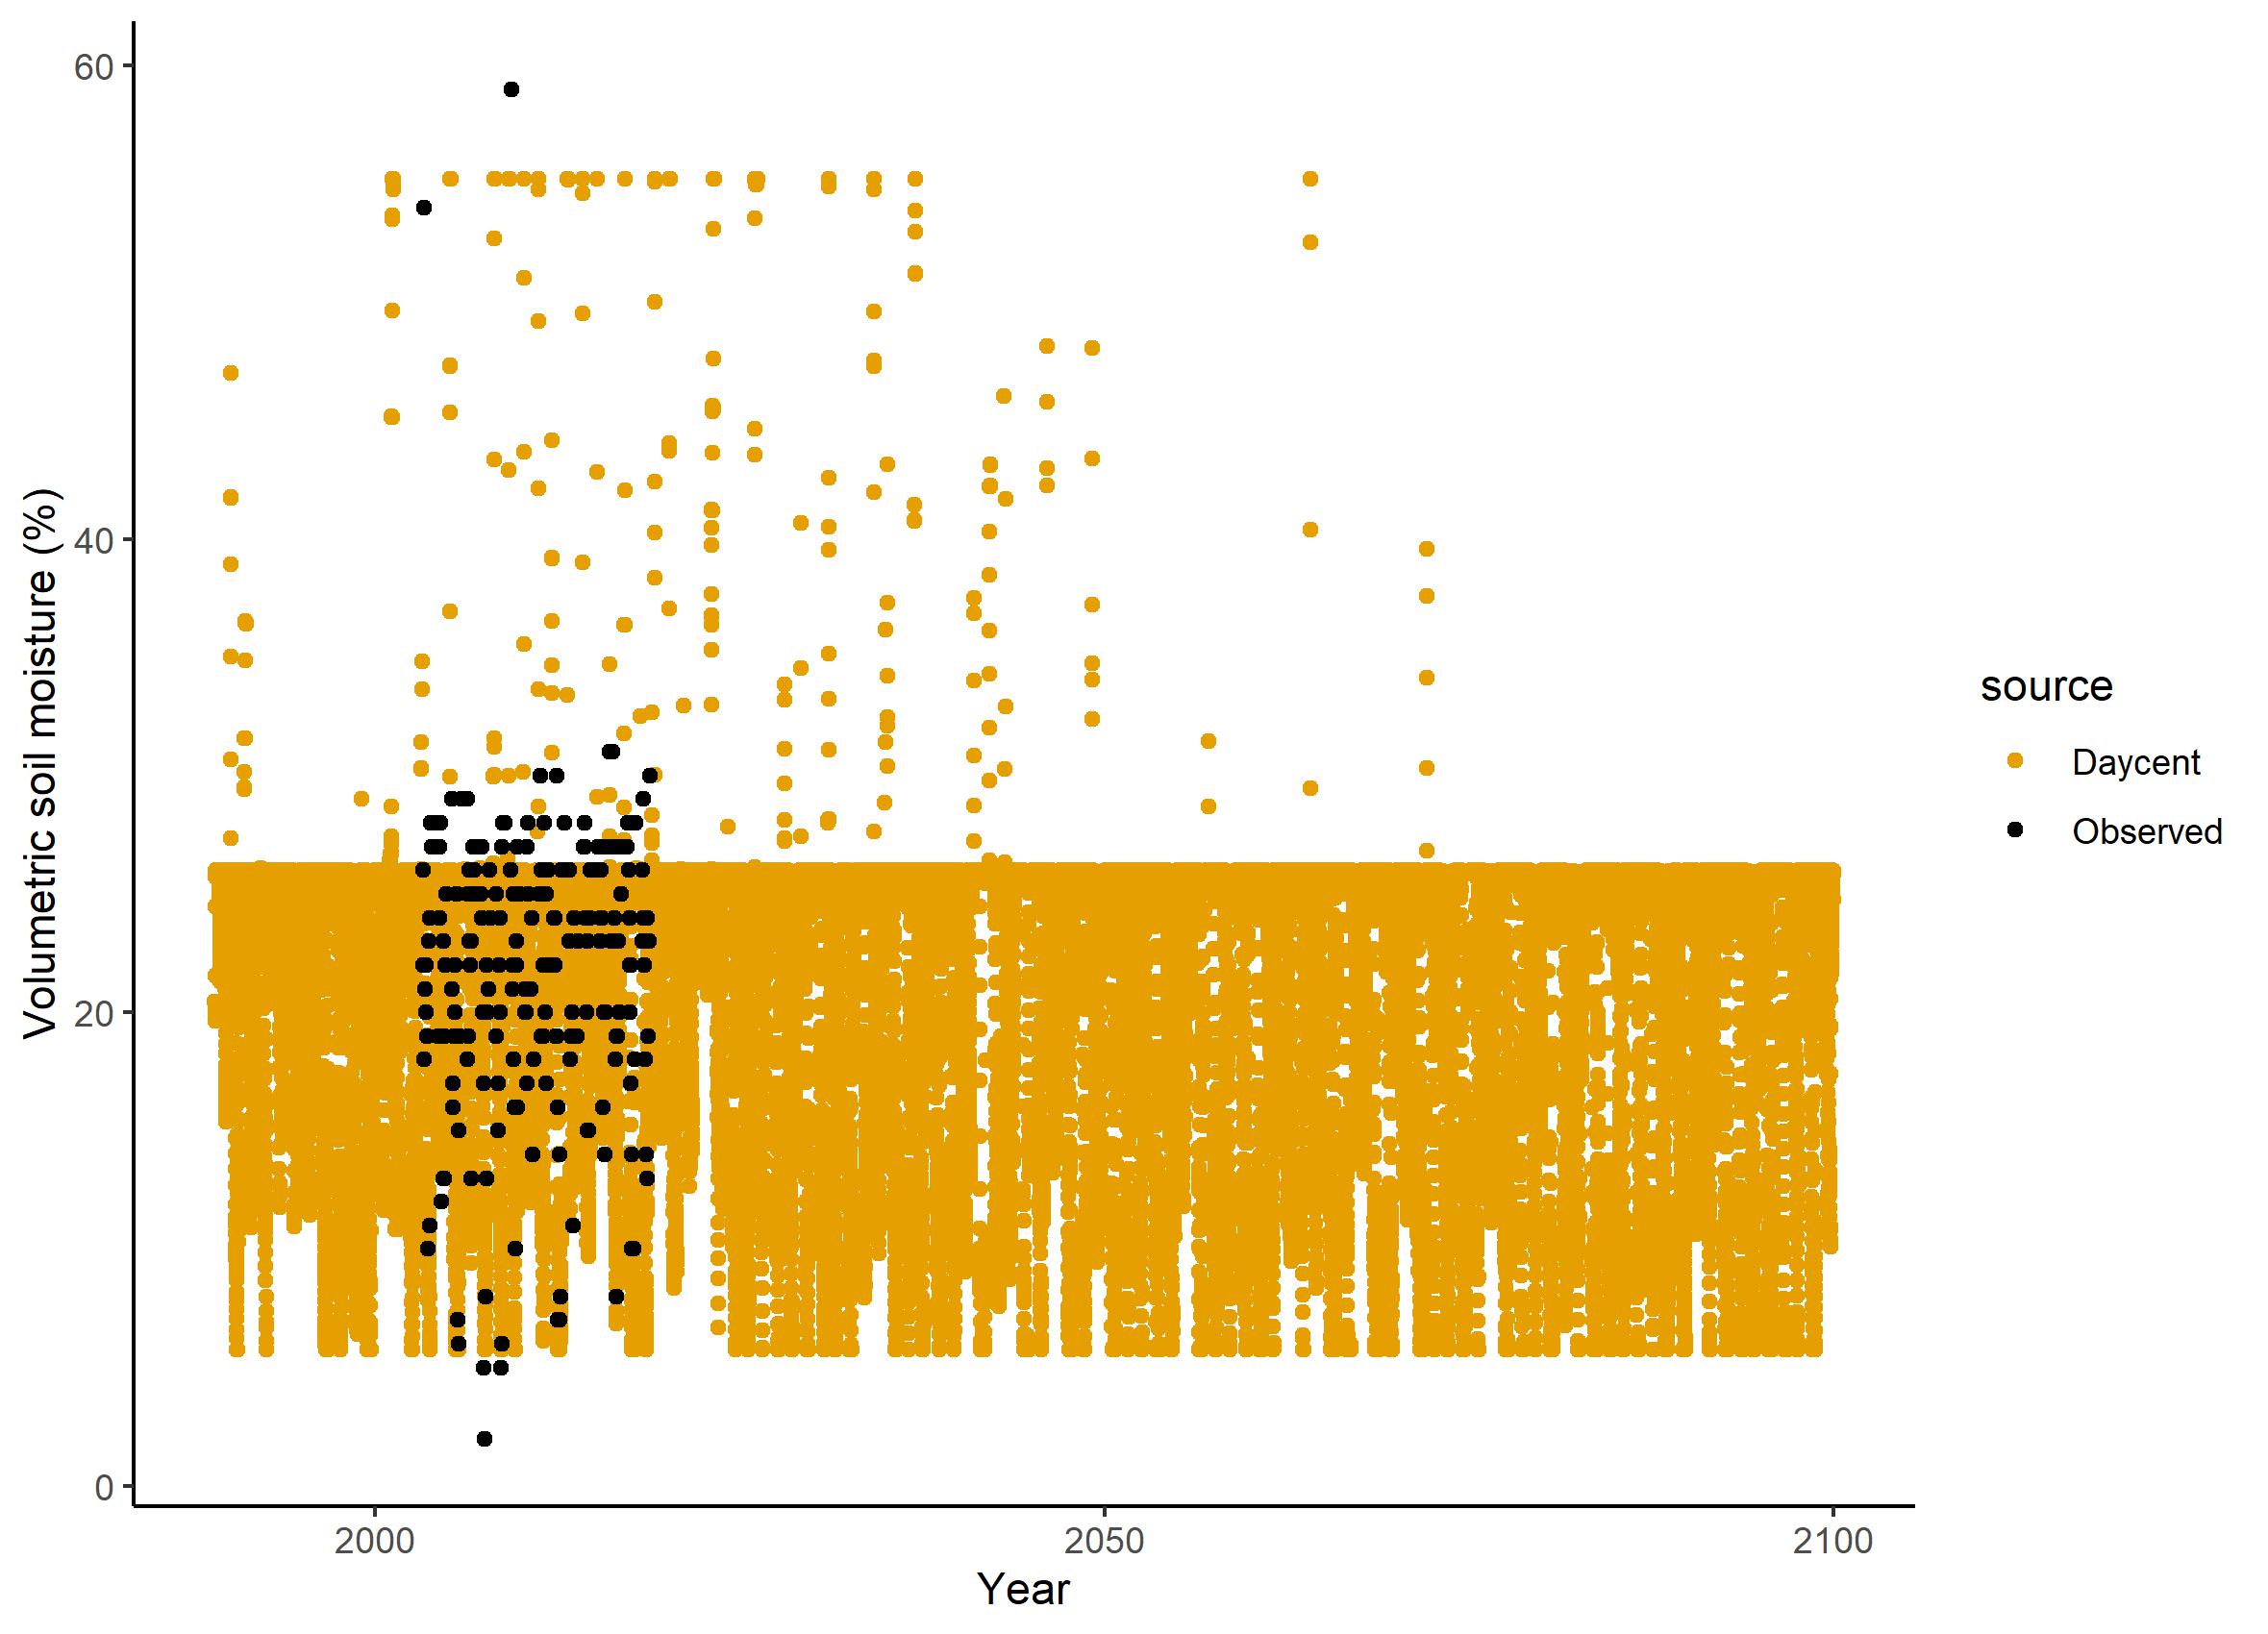 60
40
20
0
Volumetric soil moisture (%)
2000
2050
2100
Year
source
Daycent
Observed